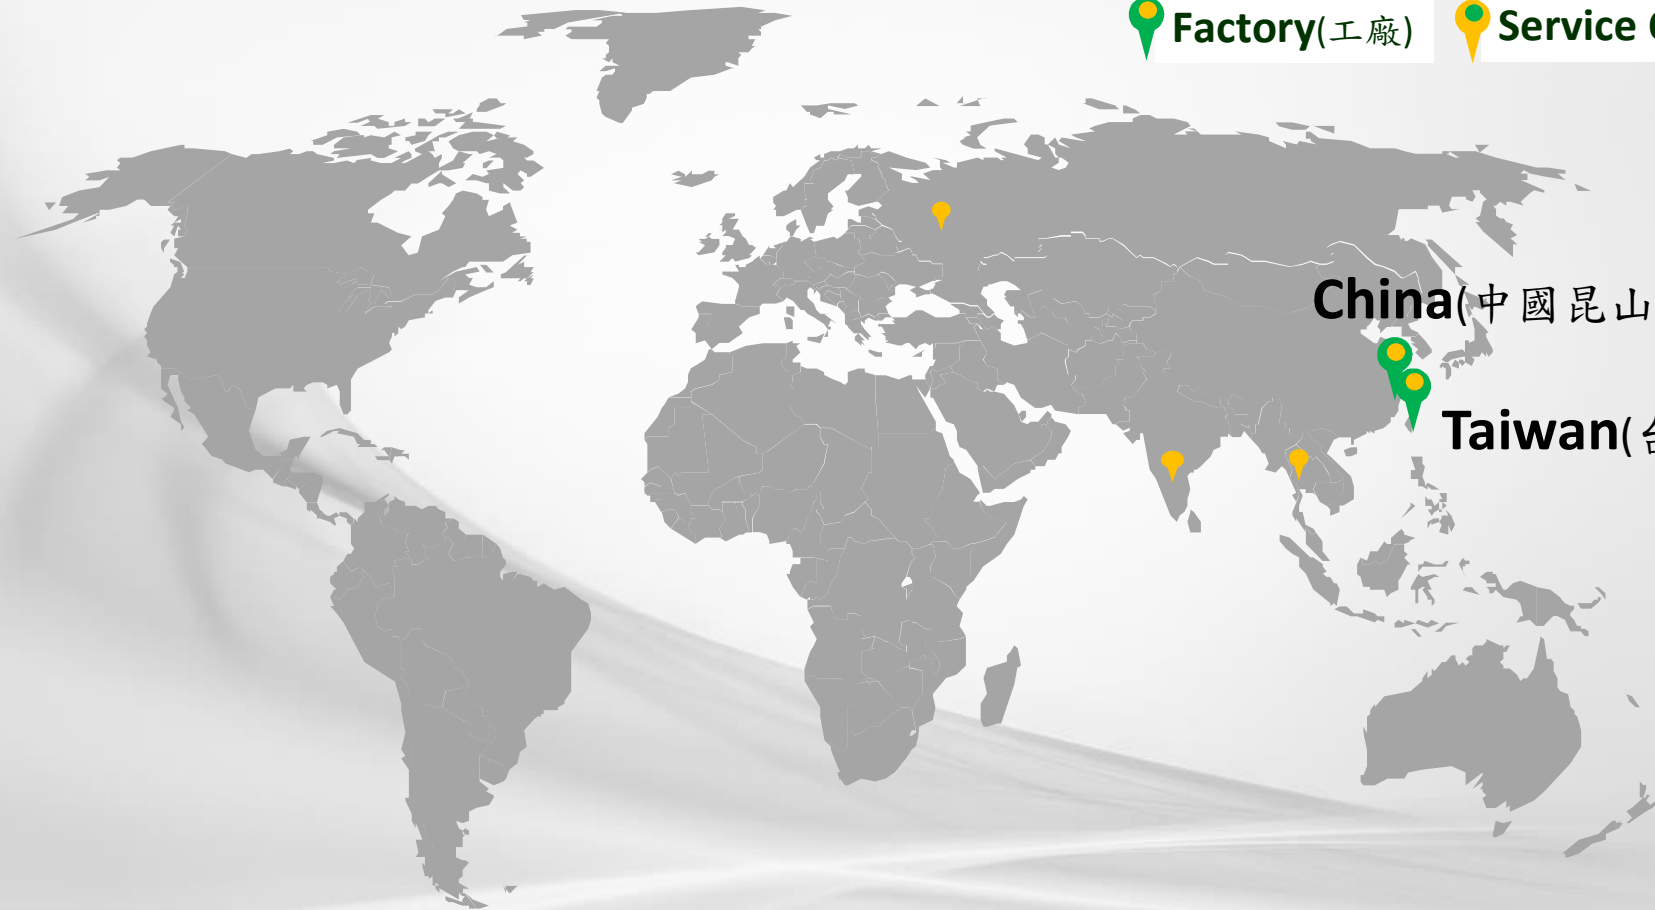 Factory(工廠)
Service
China(中國昆山
Taiwan(